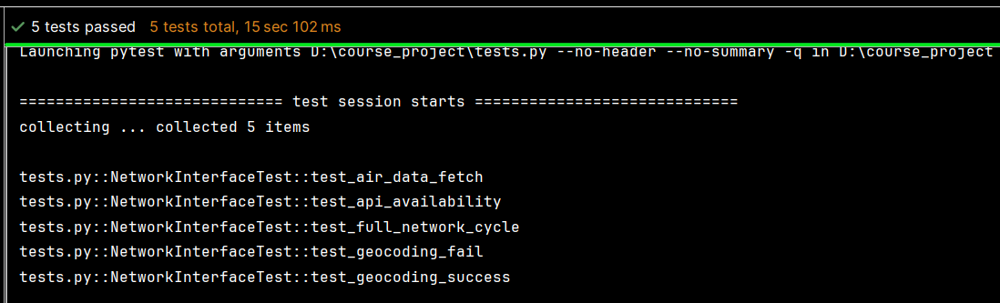 5 tests passed 5 tests total, 15 sec 102 ms
Launching pytest with arguments D:\course_project\tests.py --no-header --no-summary -q in D:\course_project
============================= test session starts =============================
collecting ... collected 5 items
tests.py::NetworkInterfaceTest::test_air_data_fetch
tests.py::NetworkInterfaceTest::test_api_availability
tests.py::NetworkInterfaceTest::test_full_network_cycle
tests.py::NetworkInterfaceTest::test_geocoding_fail
tests.py::NetworkInterfaceTest::test_geocoding_success